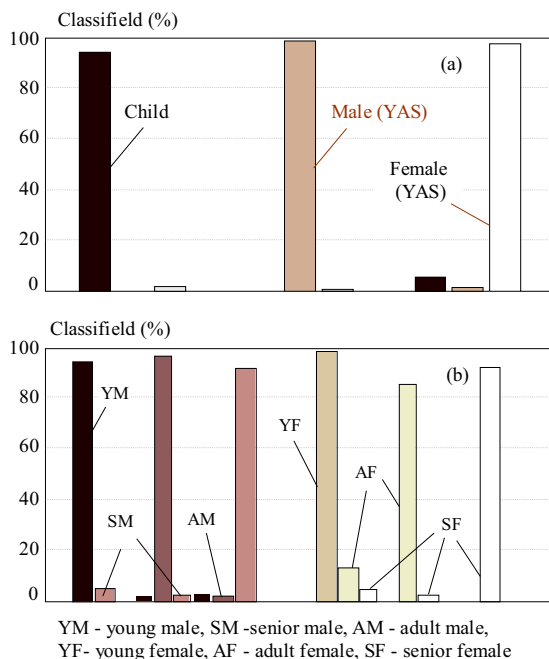 Classifield (%)
100
(a)
80
Child
Male (YAS)
60
Female
(YAS)
40
20
0
Classifield (%)
100
(b)
80
YM
YF
60
AF
40
SM
AM
SF
20
0
YM - young male, SM -senior male, AM - adult male,
YF- young female, AF - adult female, SF - senior female